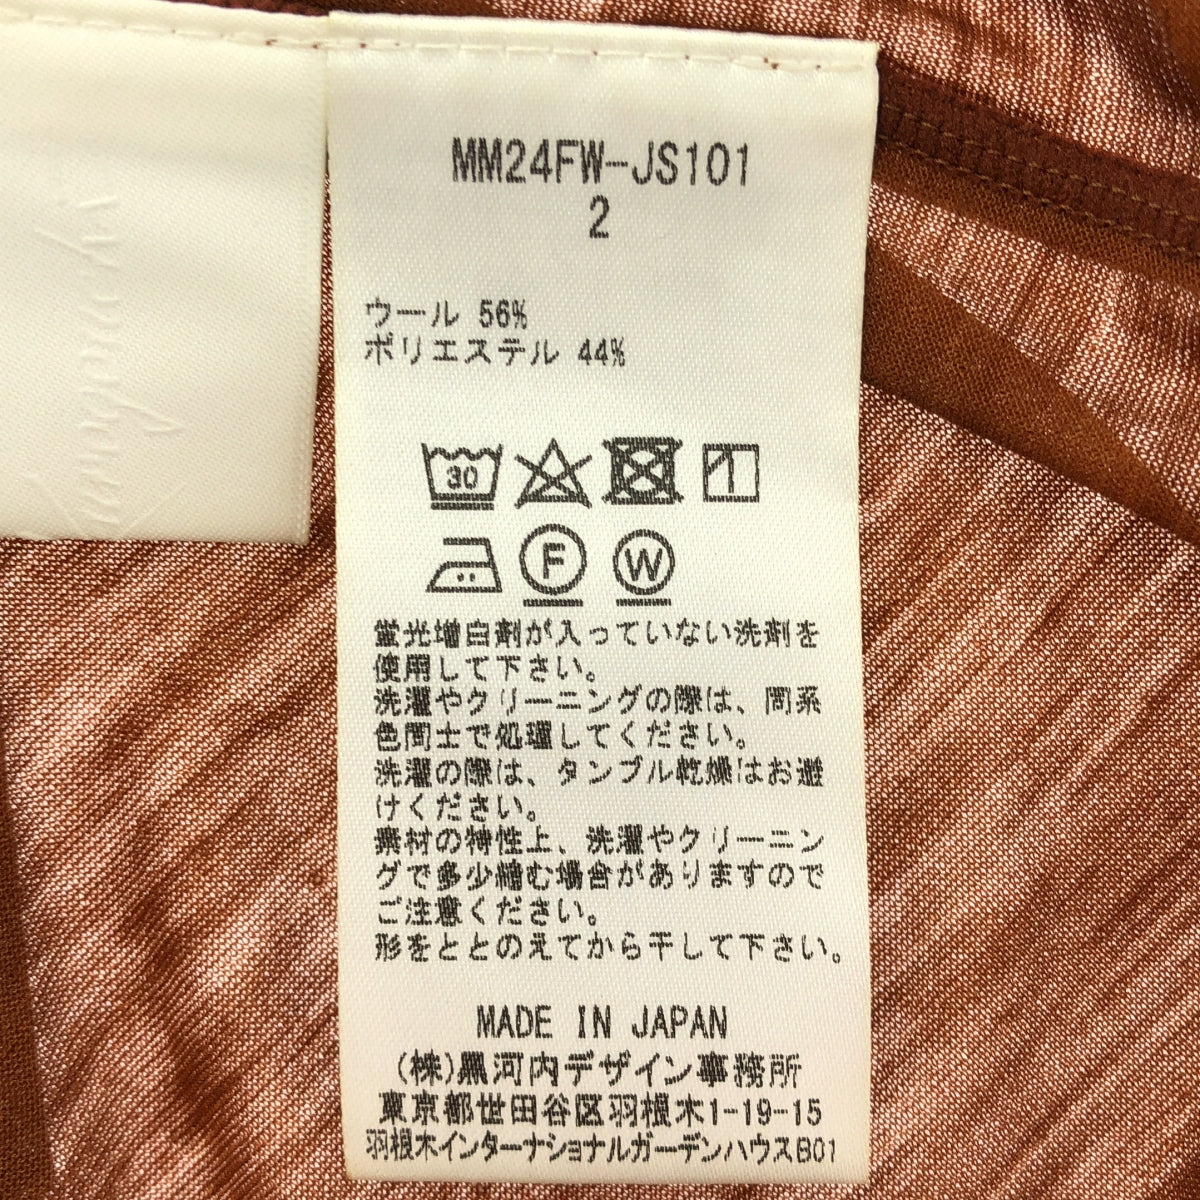 MM24FW-JS101
2
ウール 56%
ポリエステル 44%
30
F W
蛍光増白剤が入っていない洗剤を
使用して下さい。
洗濯やクリーニングの際は、同系
色同士で処理してください。
洗濯の際は、タンブル乾燥はお避
けください。
素材の特性上、洗濯やクリーニン
グで多少縮む場合がありますので
ご注意ください。
形をととのえてから干して下さい。
MADE IN JAPAN
(株)黒河内デザイン事務所
東京都世田谷区羽根木1-19-15
羽根木インターナショナルガーデンハウスB01